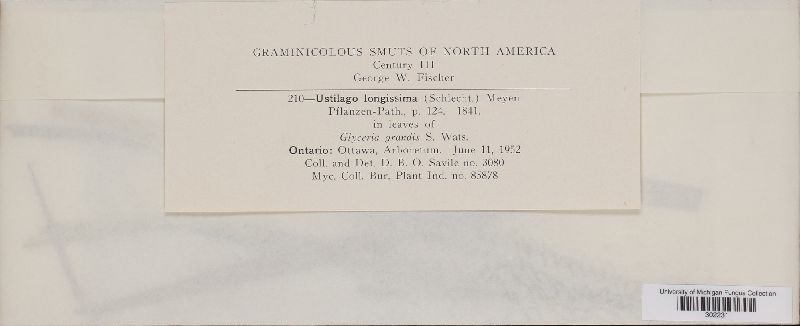 GRAMINICOLOUS SMUTS OF NORTH AMERICA
Century III
George W. Fischer
210—Ustilago longissima (Schlecht.) Meyen
Pflanzen-Path., p. 124. 1841.
in leaves of
Glyceria grandis S. Wats.
Ontario: Ottawa, Arboretum. June 11, 1952
Coll. and Det. D. B. O. Savile no. 3080
Myc. Coll. Bur. Plant Ind. no. 85878
University of Michigan Fungus Collection
302231